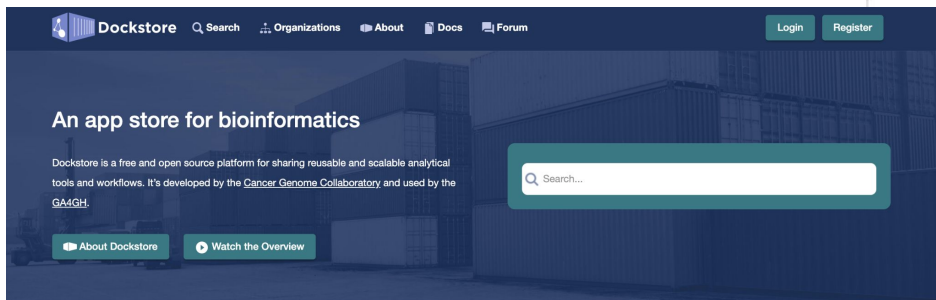 Dockstore Search Organizations About Docs Forum Login Register
An app store for bioinformatics
Dockstore is a free and open source platform for sharing reusable and scalable analytical
tools and workflows. It's developed by the Cancer Genome Collaboratory and used by the
GA4GH.
Search...
About Dockstore Watch the Overview